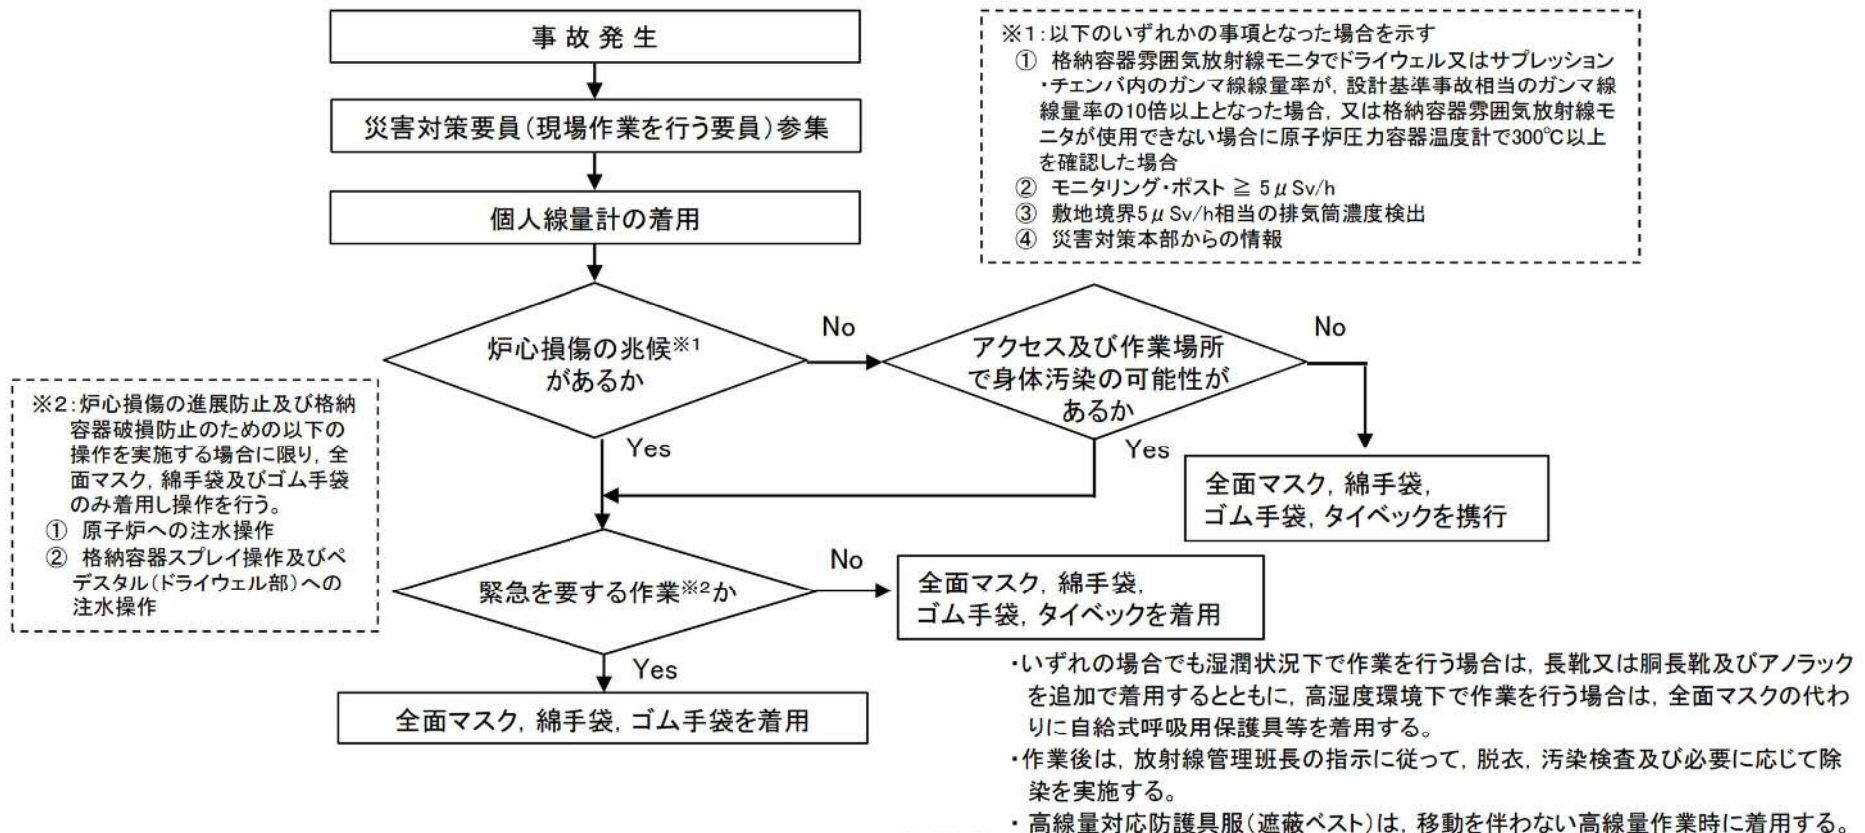 事故発生
災害対策要員(現場作業を行う要員)参集
個人線量計の着用
※1:以下のいずれかの事項となった場合を示す
① 格納容器雰囲気放射線モニタでドライウェル又はサプレッション
・チェンバ内のガンマ線線量率が,設計基準事故相当のガンマ線
線量率の10倍以上となった場合,又は格納容器雰囲気放射線モ
ニタが使用できない場合に原子炉圧力容器温度計で300℃以上
を確認した場合
② モニタリング・ポスト ≧ 5μSv/h
③ 敷地境界5μSv/h相当の排気筒濃度検出
④ 災害対策本部からの情報
炉心損傷の兆候※1
があるか
No
アクセス及び作業場所
で身体汚染の可能性が
あるか
No
Yes
Yes
全面マスク,綿手袋,
ゴム手袋,タイベックを携行
※2:炉心損傷の進展防止及び格納
容器破損防止のための以下の
操作を実施する場合に限り,全
面マスク,綿手袋及びゴム手袋
のみ着用し操作を行う。
① 原子炉への注水操作
② 格納容器スプレイ操作及びペ
デスタル(ドライウェル部)への
注水操作
緊急を要する作業※2か
No
全面マスク,綿手袋,
ゴム手袋,タイベックを着用
Yes
全面マスク,綿手袋,ゴム手袋を着用
・いずれの場合でも湿潤状況下で作業を行う場合は,長靴又は胴長靴及びアノラック
を追加で着用するとともに,高湿度環境下で作業を行う場合は,全面マスクの代わ
りに自給式呼吸用保護具等を着用する。
・作業後は,放射線管理班長の指示に従って,脱衣,汚染検査及び必要に応じて除
染を実施する。
・高線量対応防護具服(遮蔽ベスト)は,移動を伴わない高線量作業時に着用する。